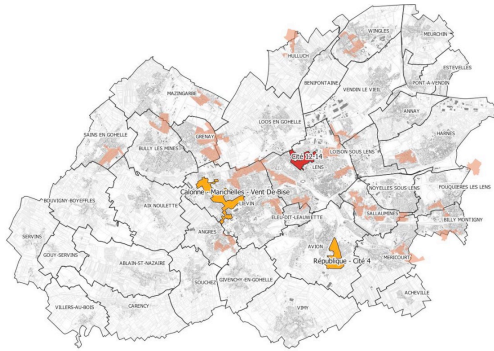 WINGLES
MEURCHIN
HULLUCH
BENIFONTAINE
ESTEVELLES
PONT-A-VENDIN
VENDIN LE VIEIL
MAZINGARBE
ANNAY
LOOS EN GOHELLE
SAINS EN GOHELLE
BULLY LES MINES
GRENAY
HARNES
Cité 12-14
LENS
LOISON SOUS LENS
Calonne - Marichelles - Vent De Bise
LIEVIN
NOYELLES SOUS LENS
FOUQUIERES LES LENS
BOUVIGNY-BOYEFFLES
AIX NOULETTE
ELEU-DIT-LEAUWETTE
SALLAUMINES
BILLY MONTIGNY
SERVINS
ANGRES
AVION
GOUY-SERVINS
ABLAIN-ST-NAZAIRE
République - Cité 4
MERICOURT
SOUCHEZ
GIVENCHY-EN-GOHELLE
ACHEVILLE
VILLERS-AU-BOIS
CARENCY
VIMY